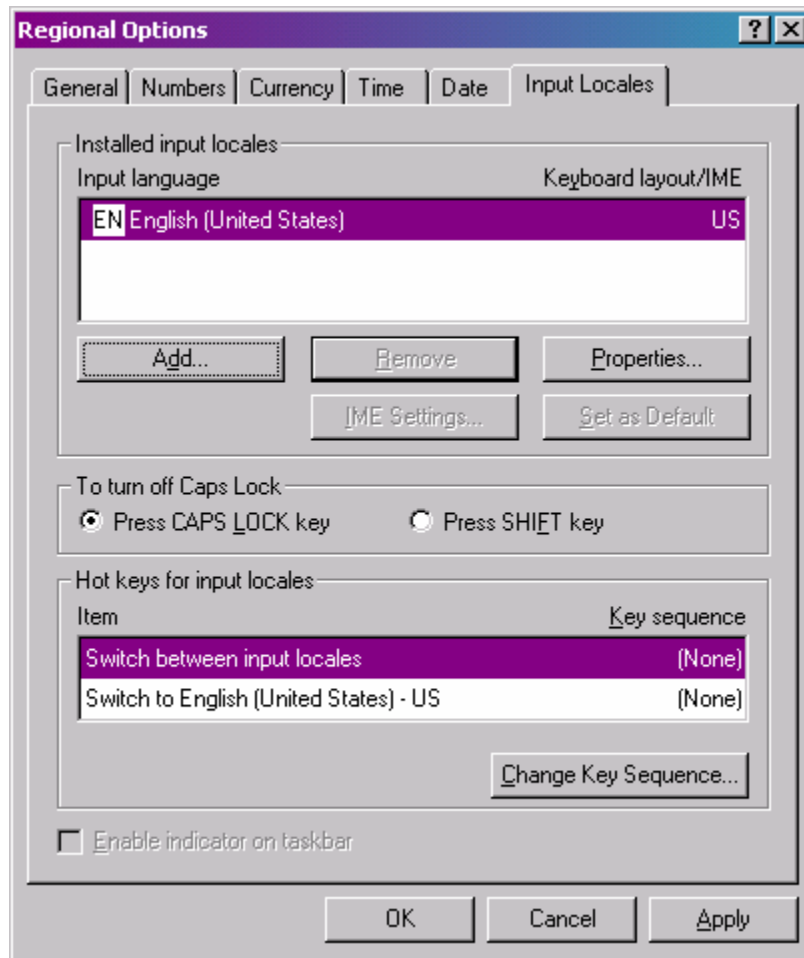 Regional Options
General Numbers Currency Time Date Input Locales
Installed input locales
Input language Keyboard layout/IME
EN English (United States) US
Add... Remove Properties...
IME Settings... Set as Default
To turn off Caps Lock
Press CAPS LOCK key Press SHIFT key
Hot keys for input locales
Item Key sequence
Switch between input locales (None)
Switch to English (United States) - US (None)
Change Key Sequence...
Enable indicator on taskbar
OK Cancel Apply